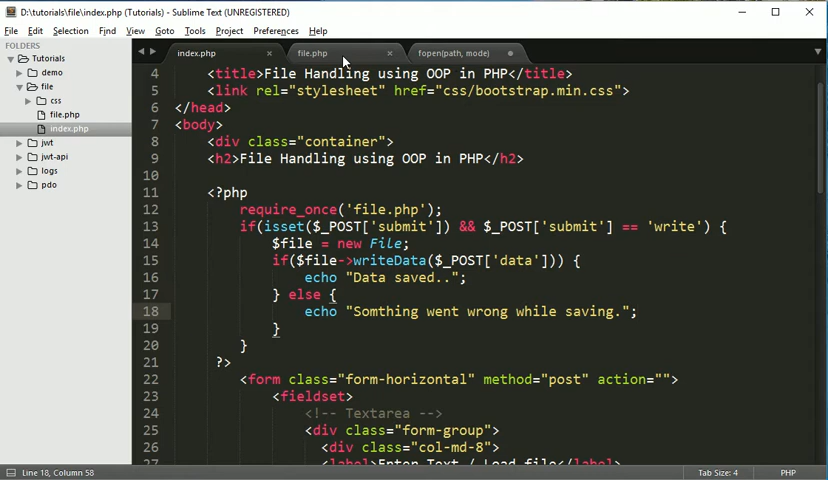 D:\tutorials\file\index.php (Tutorials) - Sublime Text (UNREGISTERED)
File Edit Selection Find View Goto Tools Project Preferences Help
FOLDERS
Tutorials
demo
file
css
file.php
index.php
jwt
jwt-api
logs
pdo
index.php file.php fopen(path, mode)
4 <title>File Handling using OOP in PHP</title>
5 <link rel="stylesheet" href="css/bootstrap.min.css">
6 </head>
7 <body>
8 <div class="container">
9 <h2>File Handling using OOP in PHP</h2>
10
11 <?php
12 require_once('file.php');
13 if(isset($_POST['submit']) && $_POST['submit'] == 'write') {
14 $file = new File;
15 if($file->writeData($_POST['data'])) {
16 echo "Data saved..";
17 } else {
18 echo "Somthing went wrong while saving.";
19 }
20 }
21 ?>
22 <form class="form-horizontal" method="post" action="">
23 <fieldset>
24 <!-- Textarea -->
25 <div class="form-group">
26 <div class="col-md-8">
27 <label>Enter Text / Load file</label>
Line 18, Column 58 Tab Size: 4 PHP